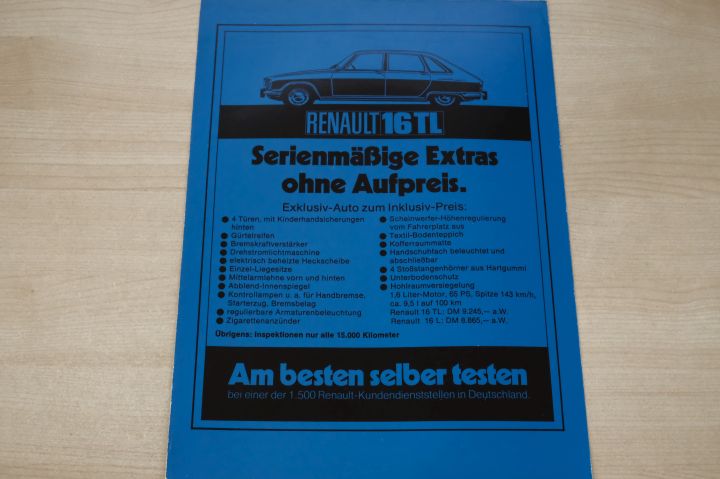 RENAULT 16 TL
Serienmäßige Extras
ohne Aufpreis.
Exklusiv-Auto zum Inklusiv-Preis:
● 4 Türen, mit Kinderhandsicherungen
hinten
● Gürtelreifen
● Bremskraftverstärker
● Drehstromlichtmaschine
● elektrisch beheizte Heckscheibe
● Einzel-Liegesitze
● Mittelarmlehne vorn und hinten
● Abblend-Innenspiegel
● Kontrollampen u. a. für Handbremse,
Starterzug, Bremsbelag
● regulierbare Armaturenbeleuchtung
● Zigarettenanzünder
● Scheinwerfer-Höhenregulierung
vom Fahrerplatz aus
● Textil-Bodenteppich
● Kofferraummatte
● Handschuhfach beleuchtet und
abschließbar
● 4 Stoßstangenhörner aus Hartgummi
● Unterbodenschutz
● Hohlraumversiegelung
1,6 Liter-Motor, 65 PS, Spitze 143 km/h,
ca. 9,5 l auf 100 km
Renault 16 TL: DM 9.245,— a.W.
Renault 16 L: DM 8.665,— a.W.
Übrigens: Inspektionen nur alle 15.000 Kilometer
Am besten selber testen
bei einer der 1.500 Renault-Kundendienststellen in Deutschland.